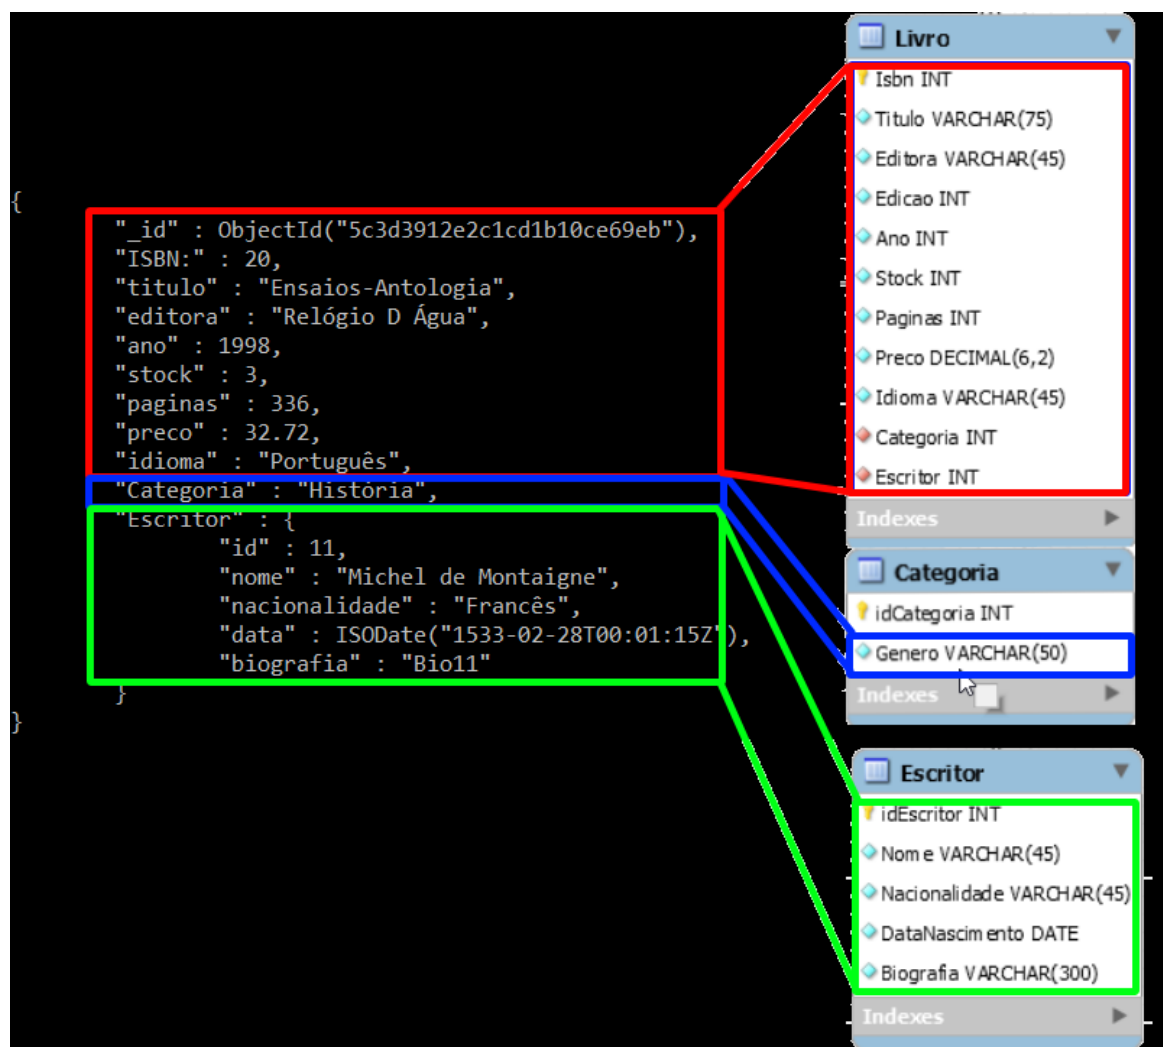 {
"_id" : ObjectId("5c3d3912e2c1cd1b10ce69eb"),
"ISBN:" : 20,
"titulo" : "Ensaios-Antologia",
"editora" : "Relógio D Água",
"ano" : 1998,
"stock" : 3,
"paginas" : 336,
"preco" : 32.72,
"idioma" : "Português",
"Categoria" : "História",
"Escritor" : {
"id" : 11,
"nome" : "Michel de Montaigne",
"nacionalidade" : "Francês",
"data" : ISODate("1533-02-28T00:01:15Z"),
"biografia" : "Bio11"
}
}
Livro
Isbn INT
Titulo VARCHAR(75)
Editora VARCHAR(45)
Edicao INT
Ano INT
Stock INT
Paginas INT
Preco DECIMAL(6,2)
Idioma VARCHAR(45)
Categoria INT
Escritor INT
Indexes
Categoria
idCategoria INT
Genero VARCHAR(50)
Indexes
Escritor
idEscritor INT
Nome VARCHAR(45)
Nacionalidade VARCHAR(45)
DataNascimento DATE
Biografia VARCHAR(300)
Indexes